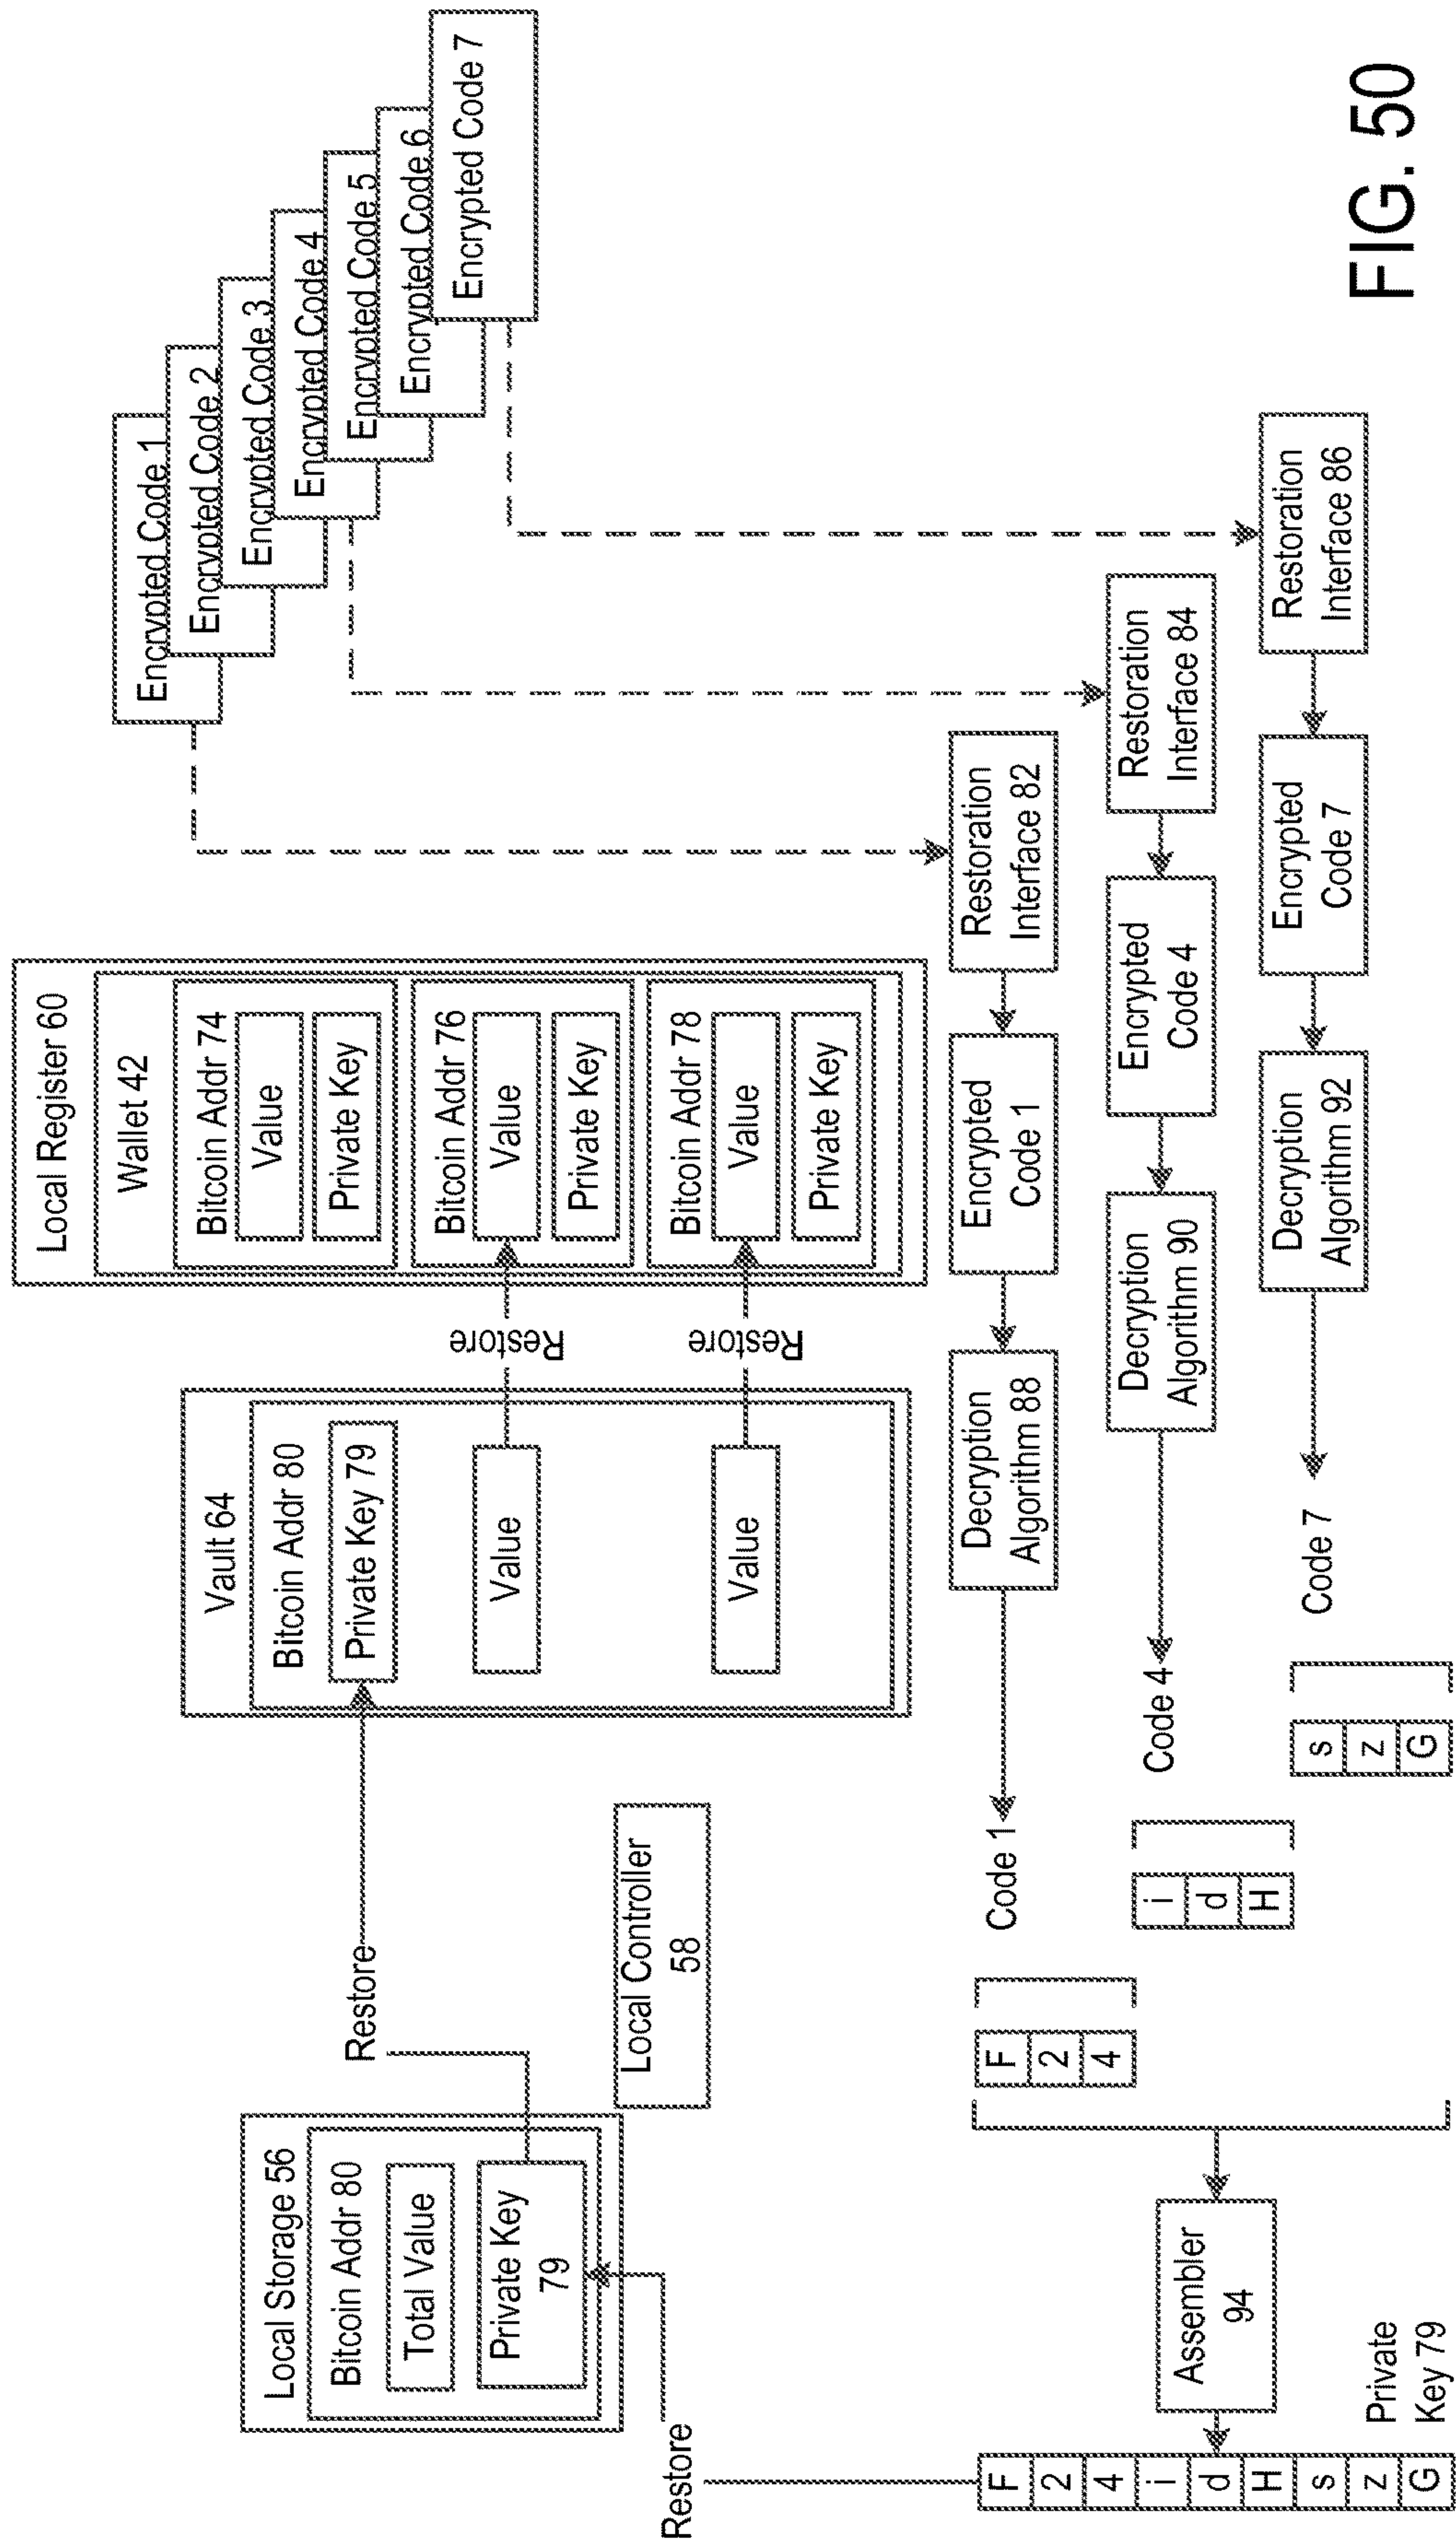 Local Storage 56
Bitcoin Addr 80
Total Value
Private Key
79
Restore
Restore
Local Controller
58
Vault 64
Bitcoin Addr 80
Private Key 79
Value
Value
Restore
Restore
Local Register 60
Wallet 42
Bitcoin Addr 74
Value
Private Key
Bitcoin Addr 76
Value
Private Key
Bitcoin Addr 78
Value
Private Key
Encrypted Code 1
Encrypted Code 2
Encrypted Code 3
Encrypted Code 4
Encrypted Code 5
Encrypted Code 6
Encrypted Code 7
F
2
4
i
d
H
s
z
G
Private
Key 79
Assembler
94
F
2
4
Code 1
Decryption
Algorithm 88
Encrypted
Code 1
Restoration
Interface 82
i
d
H
Code 4
Decryption
Algorithm 90
Encrypted
Code 4
Restoration
Interface 84
s
z
G
Code 7
Decryption
Algorithm 92
Encrypted
Code 7
Restoration
Interface 86
FIG. 50